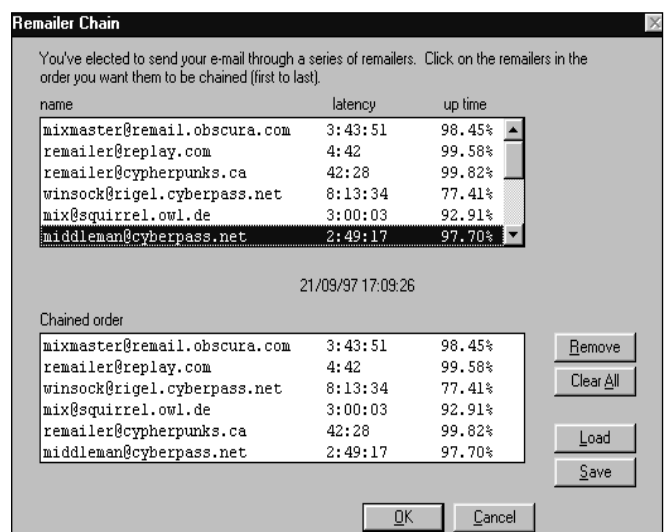 Remailer Chain
You've elected to send your e-mail through a series of remailers. Click on the remailers in the
order you want them to be chained (first to last).
name latency up time
mixmaster@remail.obscura.com 3:43:51 98.45%
remailer@replay.com 4:42 99.58%
remailer@cypherpunks.ca 42:28 99.82%
winsock@rigel.cyberpass.net 8:13:34 77.41%
mix@squirrel.owl.de 3:00:03 92.91%
middleman@cyberpass.net 2:49:17 97.70%
21/09/97 17:09:26
Chained order
mixmaster@remail.obscura.com 3:43:51 98.45%
remailer@replay.com 4:42 99.58%
winsock@rigel.cyberpass.net 8:13:34 77.41%
mix@squirrel.owl.de 3:00:03 92.91%
remailer@cypherpunks.ca 42:28 99.82%
middleman@cyberpass.net 2:49:17 97.70%
Remove
Clear All
Load
Save
OK Cancel